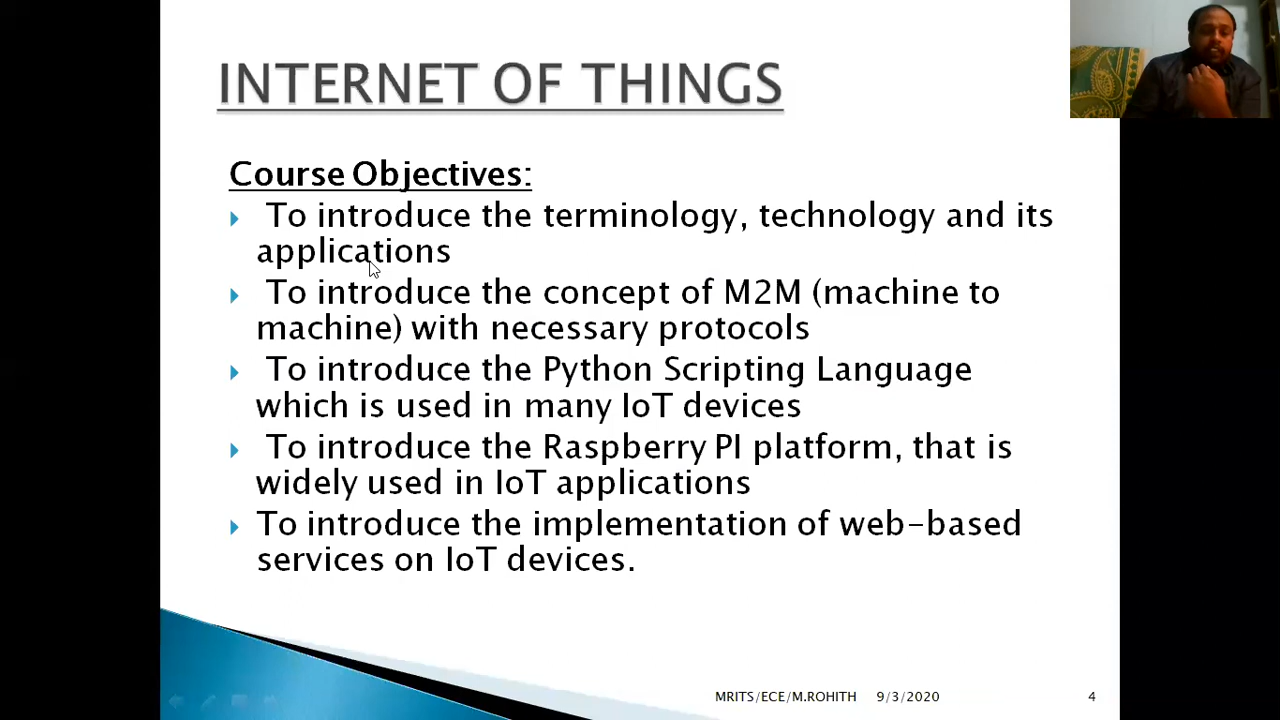 INTERNET OF THINGS
Course Objectives:
To introduce the terminology, technology and its
applications
To introduce the concept of M2M (machine to
machine) with necessary protocols
To introduce the Python Scripting Language
which is used in many IoT devices
To introduce the Raspberry PI platform, that is
widely used in IoT applications
To introduce the implementation of web-based
services on IoT devices.
MRITS/ECE/M.ROHITH 9/3/2020 4